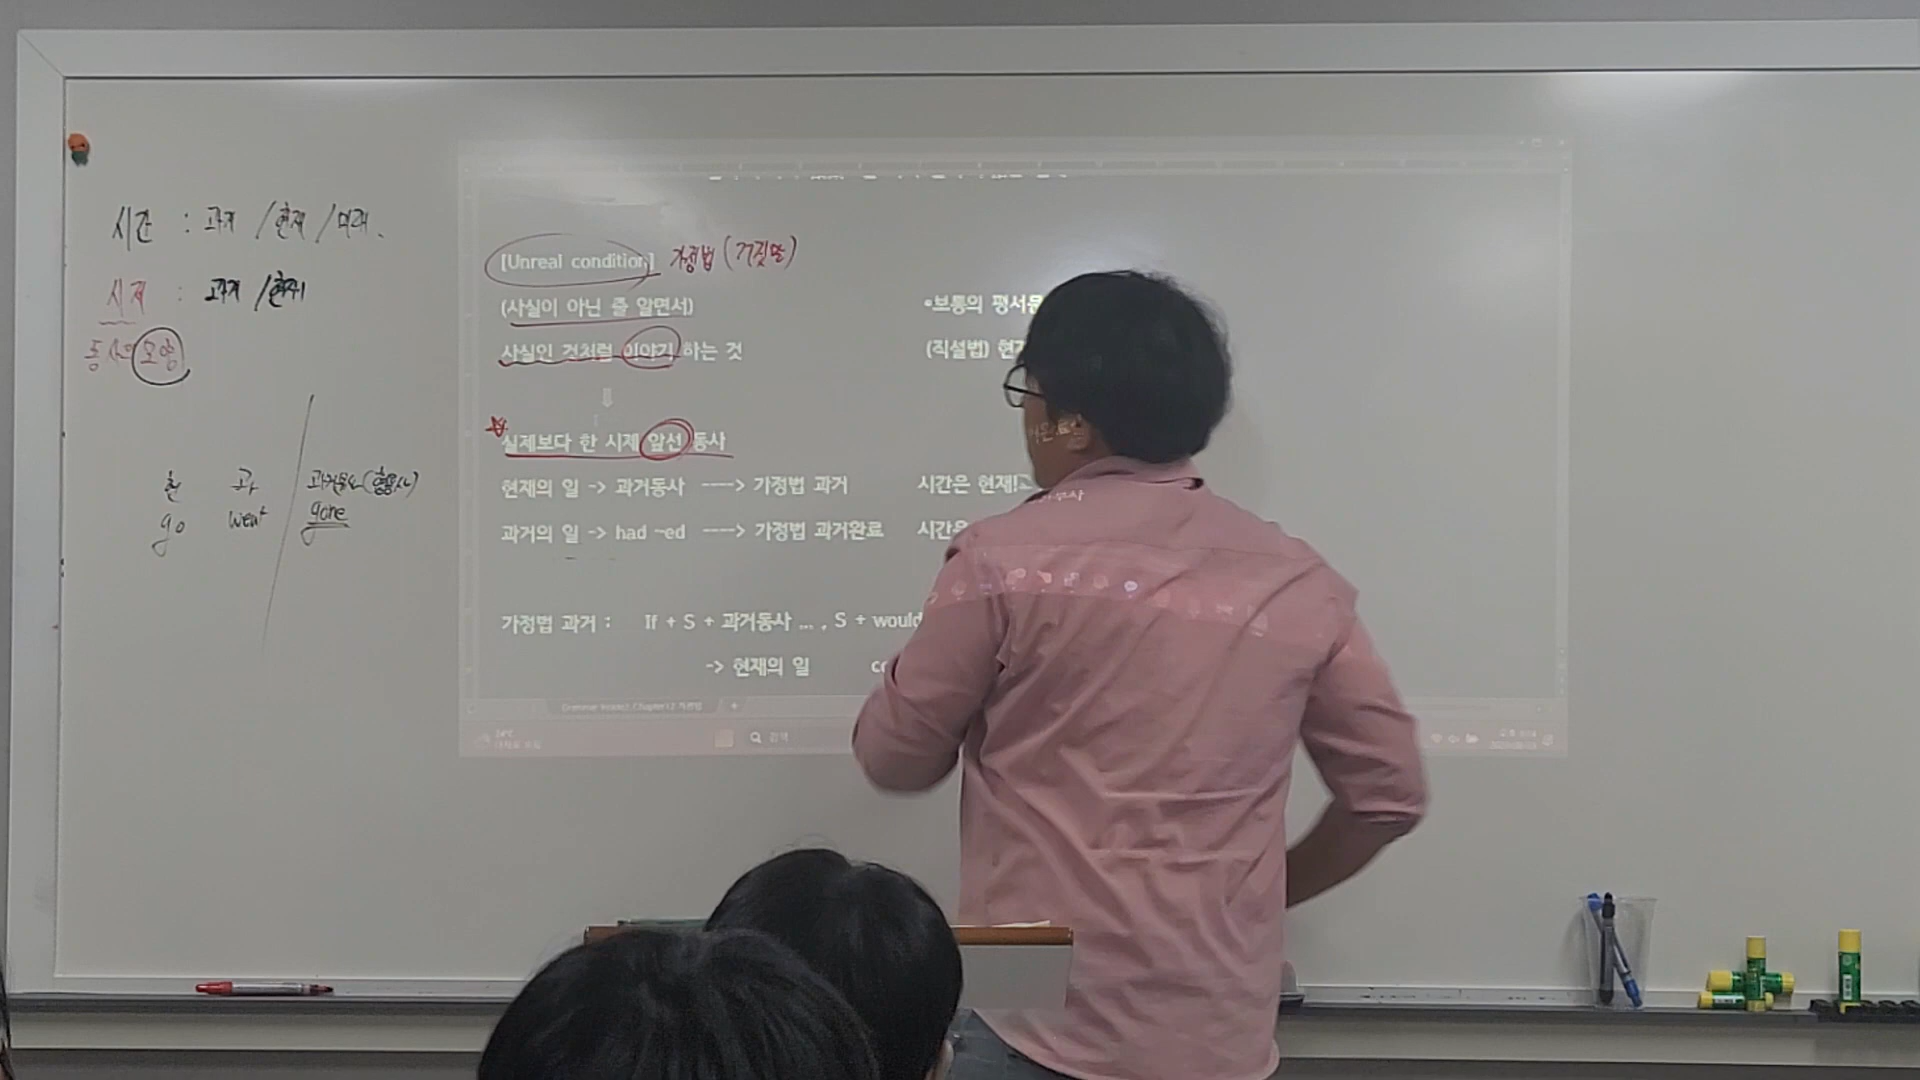 시간 : 과거 / 현재 / 미래.
시제 : 과거 / 현재
동사의 모양
현 과 과거분사(형용사)
go went gone
[Unreal condition] 가정법 (거짓말)
(사실이 아닌 줄 알면서)
사실인 것처럼 이야기 하는 것
⇓
실제보다 한 시제 앞선 동사
현재의 일 -> 과거동사 ----> 가정법 과거 시간은 현재!
과거의 일 -> had ~ed ----> 가정법 과거완료 시간은
•보통의 평서문
(직설법)
가정법 과거 : If + S + 과거동사 ... , S + would
-> 현재의 일
Chapter12 가정법
검색